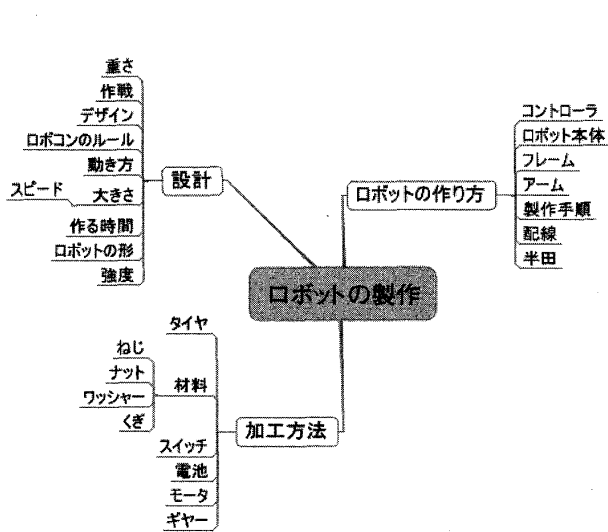 重さ
作戦
デザイン
ロボコンのルール
動き方
スピード
大きさ
作る時間
ロボットの形
強度
設計
コントローラ
ロボット本体
フレーム
アーム
製作手順
配線
半田
ロボットの作り方
ロボットの製作
タイヤ
ねじ
ナット
ワッシャー
くぎ
材料
スイッチ
電池
モータ
ギヤー
加工方法